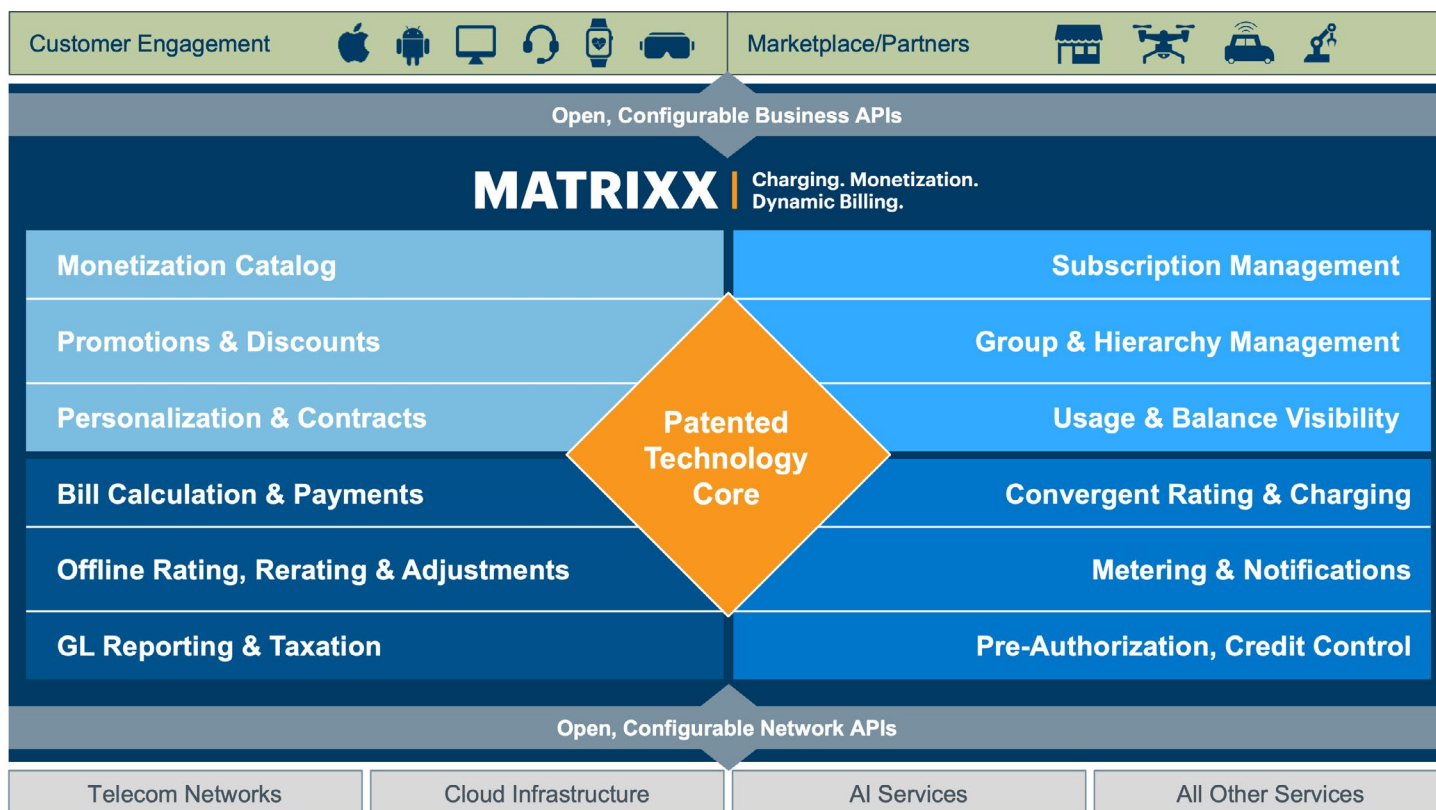 Customer Engagement
Marketplace/Partners
Open, Configurable Business APIs
MATRIXX
Charging. Monetization.
Dynamic Billing.
Monetization Catalog
Subscription Management
Promotions & Discounts
Group & Hierarchy Management
Personalization & Contracts
Usage & Balance Visibility
Patented
Technology
Core
Bill Calculation & Payments
Convergent Rating & Charging
Offline Rating, Rerating & Adjustments
Metering & Notifications
GL Reporting & Taxation
Pre-Authorization, Credit Control
Open, Configurable Network APIs
Telecom Networks
Cloud Infrastructure
AI Services
All Other Services